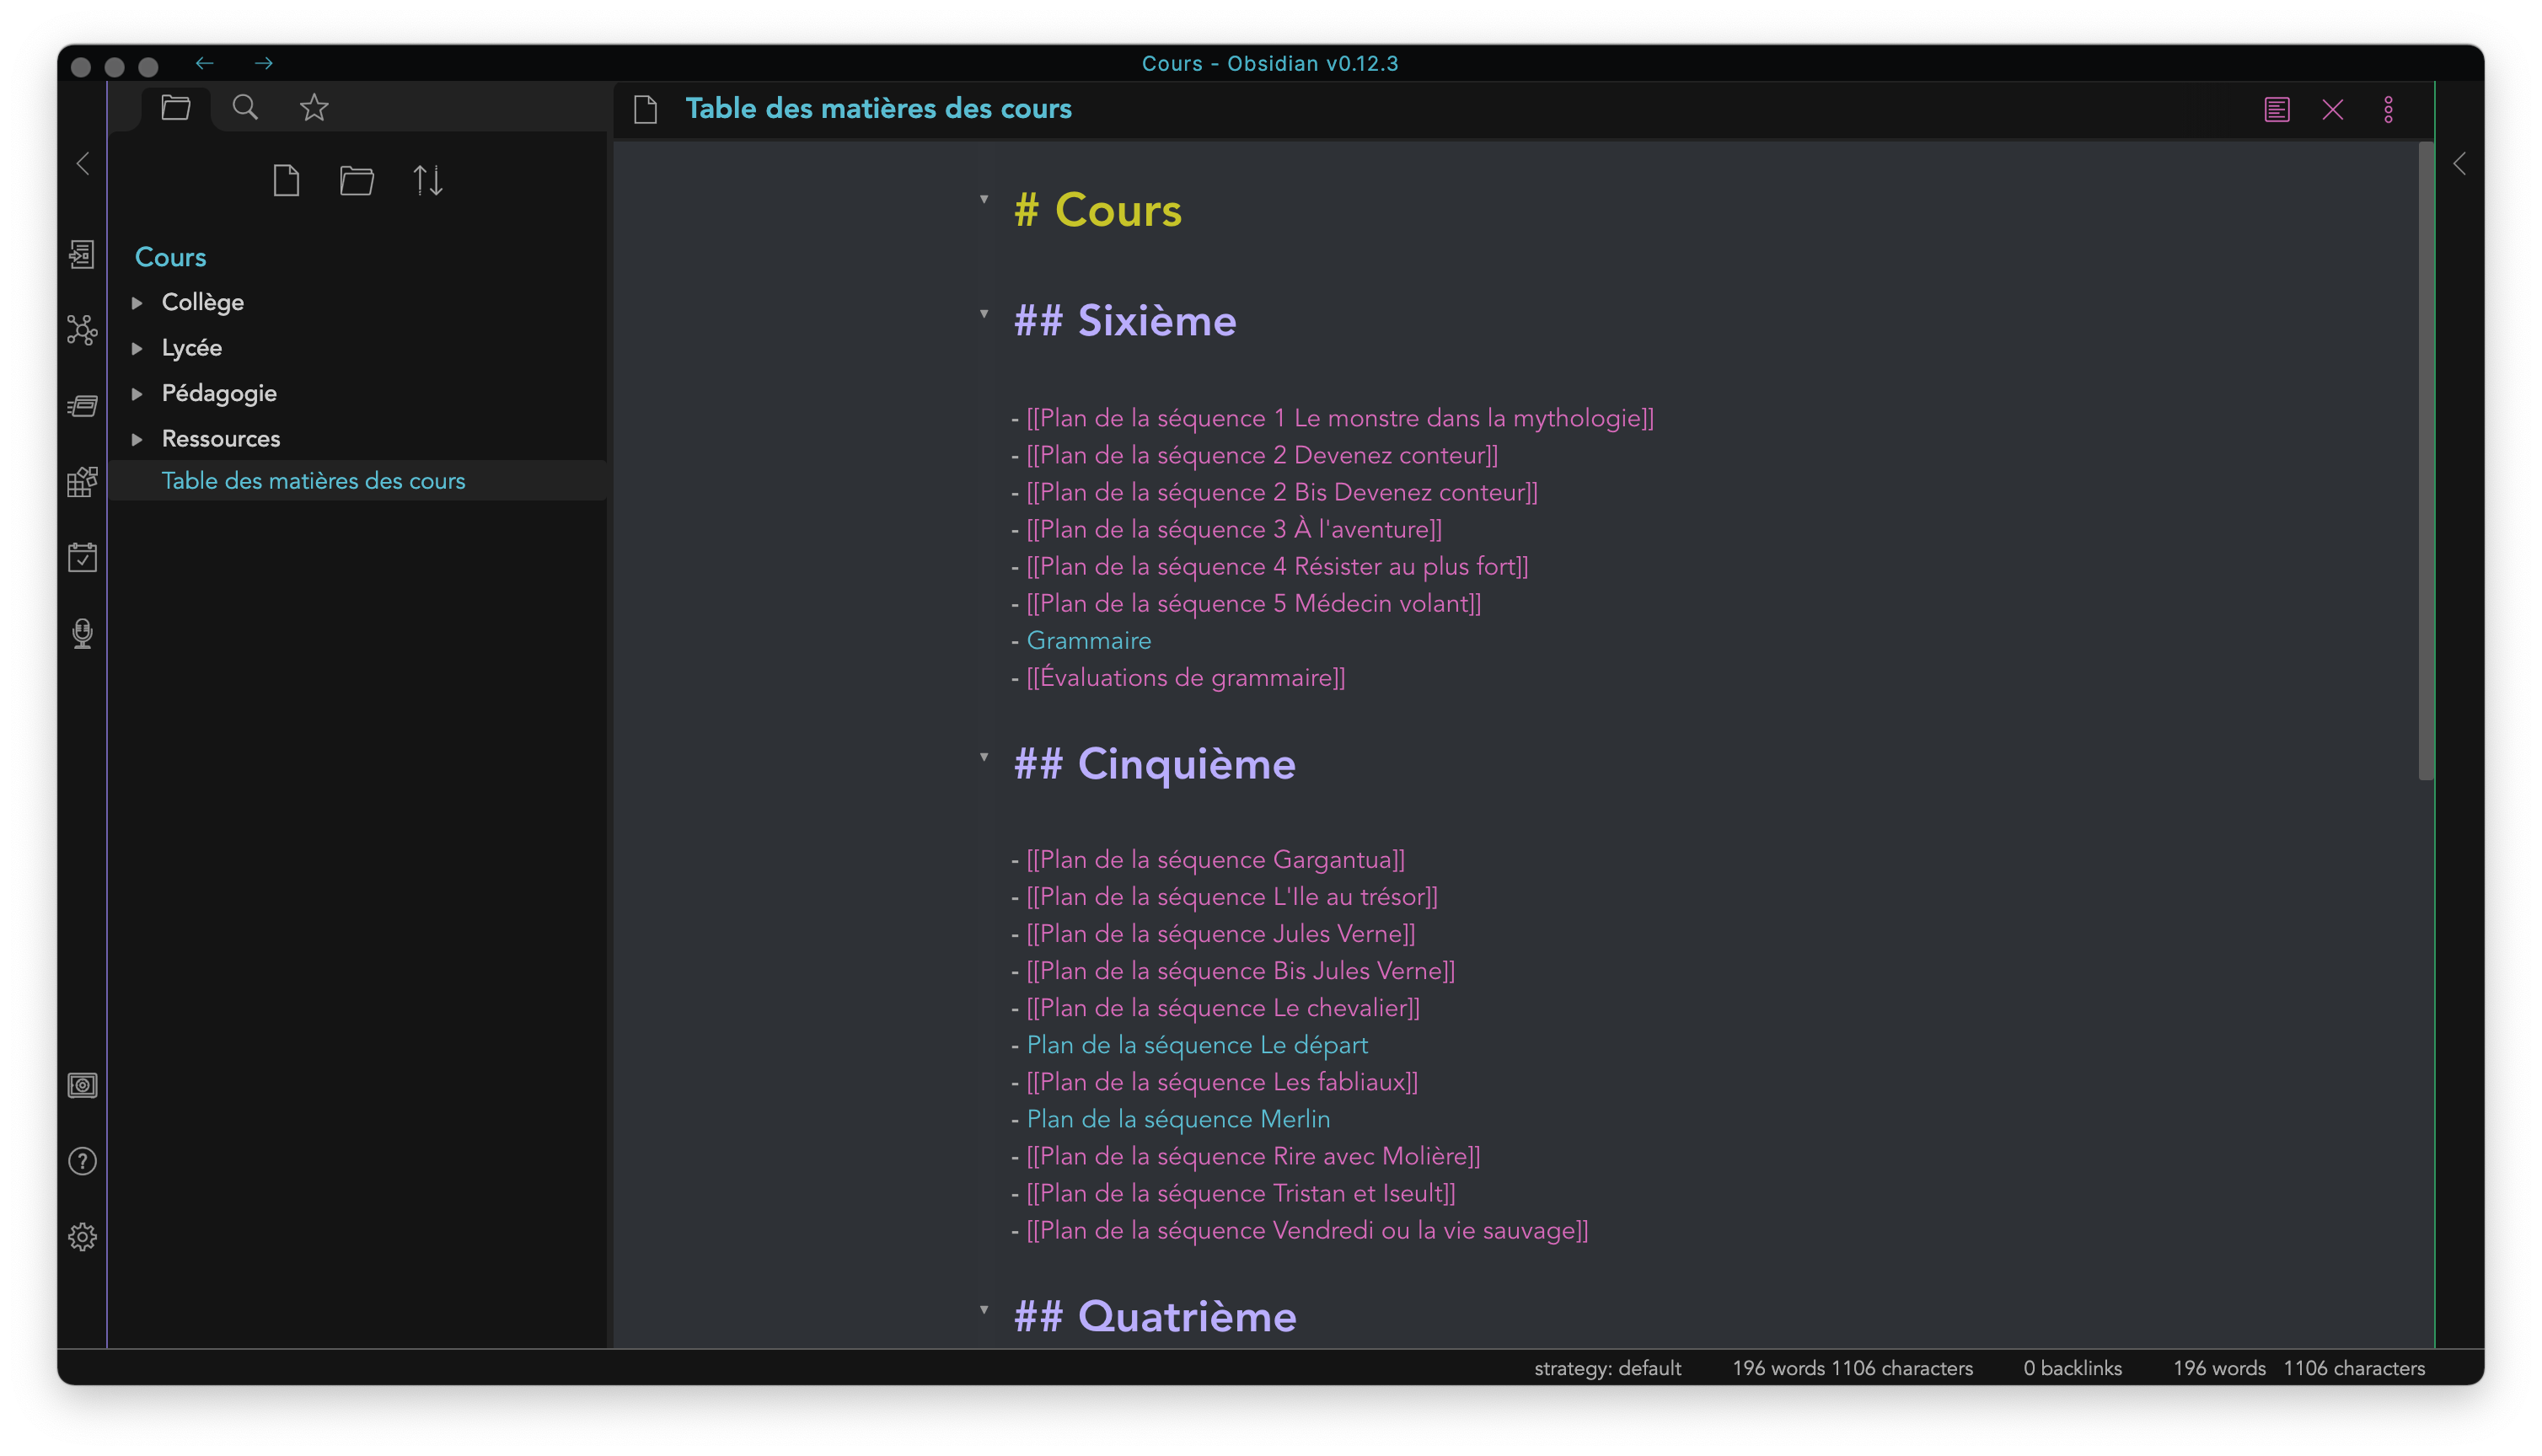 Cours - Obsidian v0.12.3
Table des matières des cours
Cours
Collège
Lycée
Pédagogie
Ressources
Table des matières des cours
# Cours
## Sixième
- [[Plan de la séquence 1 Le monstre dans la mythologie]]
- [[Plan de la séquence 2 Devenez conteur]]
- [[Plan de la séquence 2 Bis Devenez conteur]]
- [[Plan de la séquence 3 À l'aventure]]
- [[Plan de la séquence 4 Résister au plus fort]]
- [[Plan de la séquence 5 Médecin volant]]
- Grammaire
- [[Évaluations de grammaire]]
## Cinquième
- [[Plan de la séquence Gargantua]]
- [[Plan de la séquence L'Ile au trésor]]
- [[Plan de la séquence Jules Verne]]
- [[Plan de la séquence Bis Jules Verne]]
- [[Plan de la séquence Le chevalier]]
- Plan de la séquence Le départ
- [[Plan de la séquence Les fabliaux]]
- Plan de la séquence Merlin
- [[Plan de la séquence Rire avec Molière]]
- [[Plan de la séquence Tristan et Iseult]]
- [[Plan de la séquence Vendredi ou la vie sauvage]]
## Quatrième
strategy: default 196 words 1106 characters 0 backlinks 196 words 1106 characters